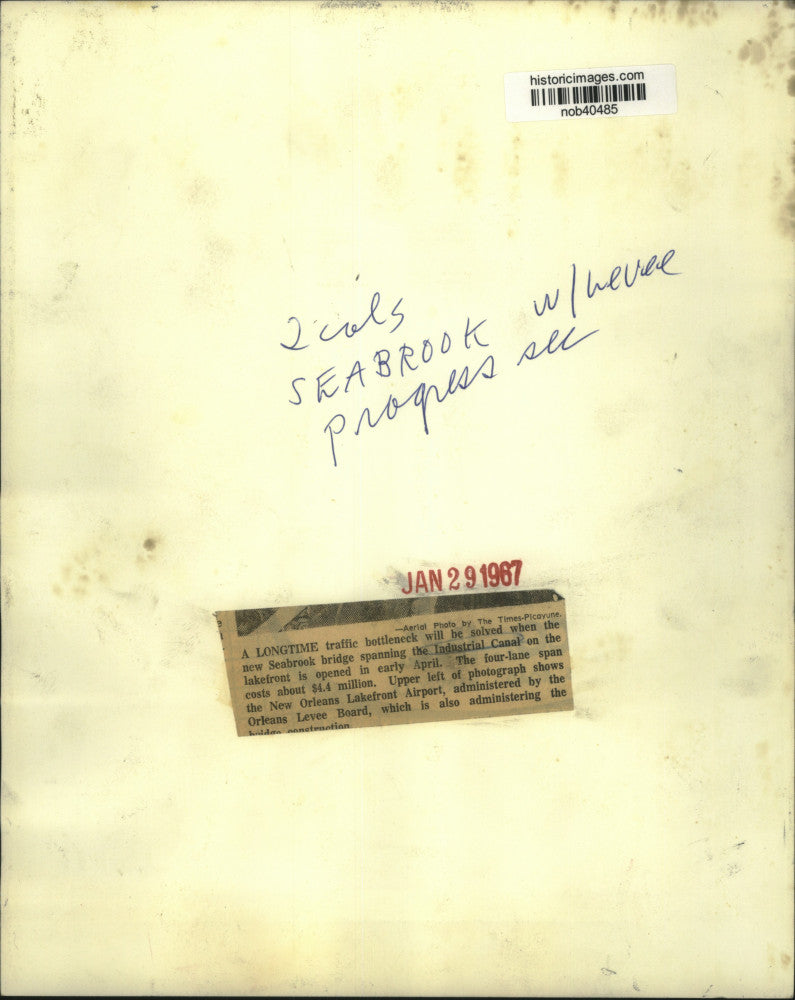 historicimages.com
nob40485
2 cols
SEABROOK w/Levee
Progress sec
JAN 29 1967
—Aerial Photo by The Times-Picayune.
A LONGTIME traffic bottleneck will be solved when the
new Seabrook bridge spanning the Industrial Canal on the
lakefront is opened in early April. The four-lane span
costs about $4.4 million. Upper left of photograph shows
the New Orleans Lakefront Airport, administered by the
Orleans Levee Board, which is also administering the
bridge construction